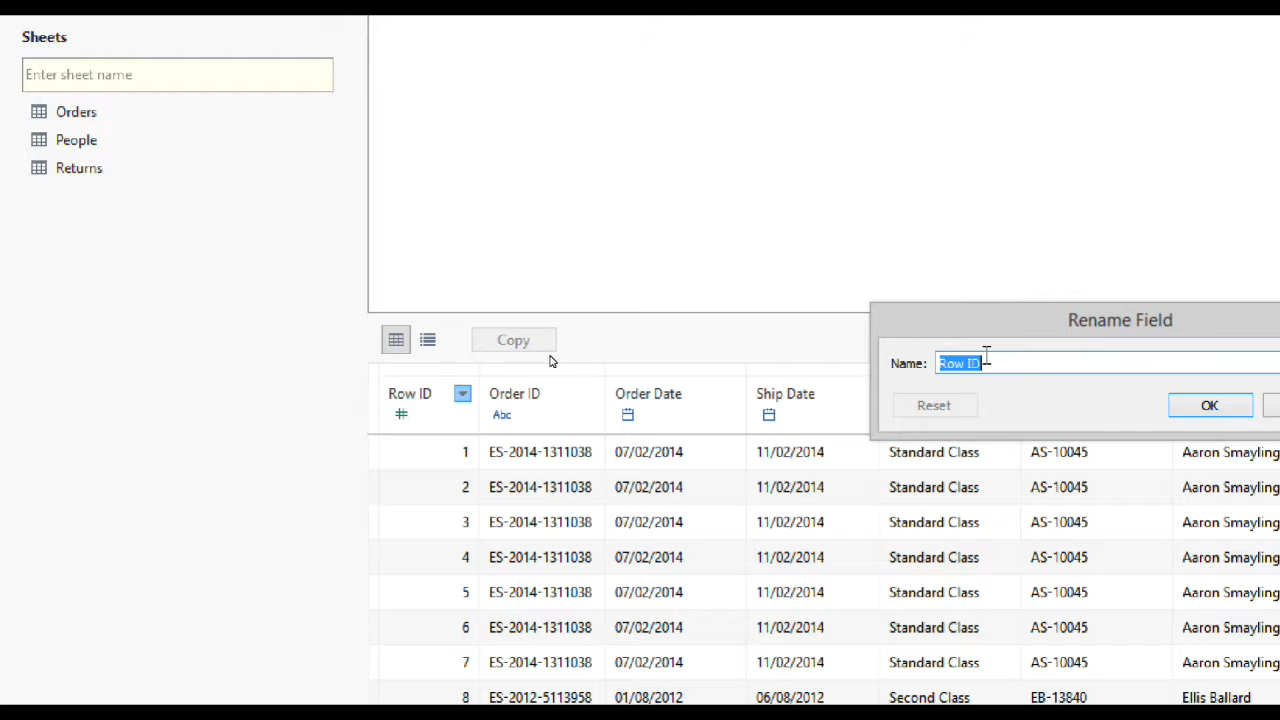 Sheets
Enter sheet name
Orders
People
Returns
Copy
Rename Field
Name: Row ID
Reset OK
Row ID Order ID Order Date Ship Date
Abc
1 ES-2014-1311038 07/02/2014 11/02/2014 Standard Class AS-10045 Aaron Smayling
2 ES-2014-1311038 07/02/2014 11/02/2014 Standard Class AS-10045 Aaron Smayling
3 ES-2014-1311038 07/02/2014 11/02/2014 Standard Class AS-10045 Aaron Smayling
4 ES-2014-1311038 07/02/2014 11/02/2014 Standard Class AS-10045 Aaron Smayling
5 ES-2014-1311038 07/02/2014 11/02/2014 Standard Class AS-10045 Aaron Smayling
6 ES-2014-1311038 07/02/2014 11/02/2014 Standard Class AS-10045 Aaron Smayling
7 ES-2014-1311038 07/02/2014 11/02/2014 Standard Class AS-10045 Aaron Smayling
8 ES-2012-5113958 01/08/2012 06/08/2012 Second Class EB-13840 Ellis Ballard